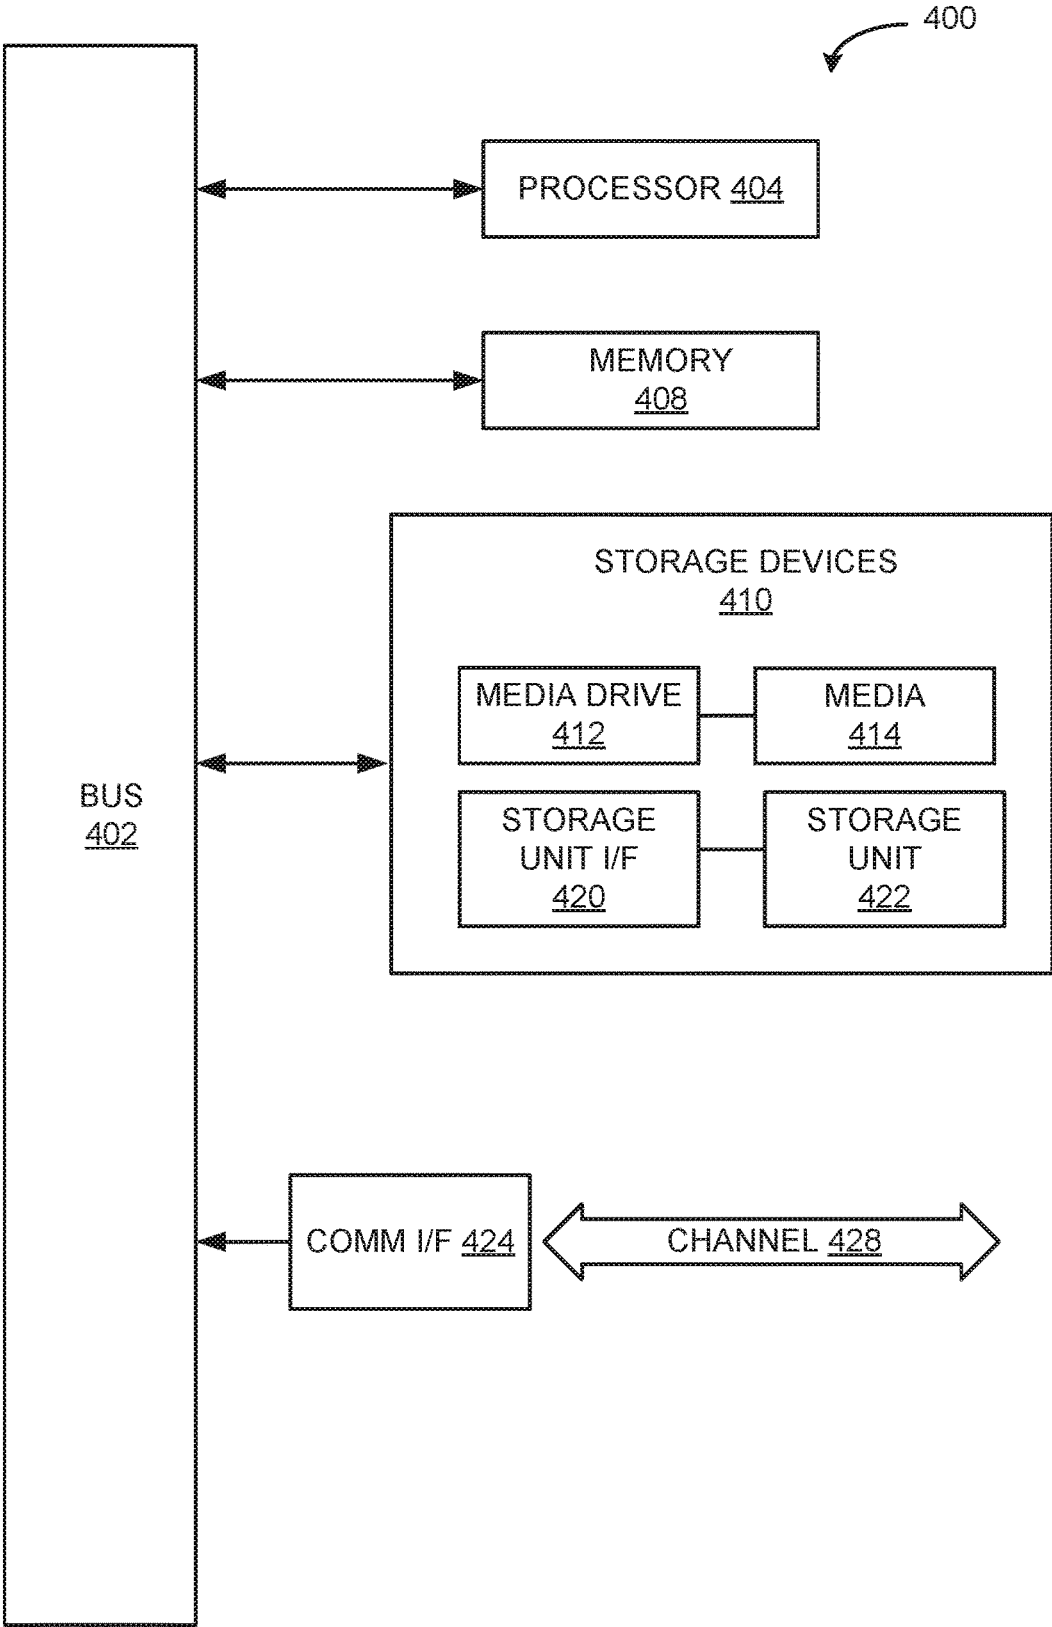 400
PROCESSOR 404
MEMORY
408
STORAGE DEVICES
410
MEDIA DRIVE
412
MEDIA
414
BUS
402
STORAGE
UNIT I/F
420
STORAGE
UNIT
422
COMM I/F 424
CHANNEL 428